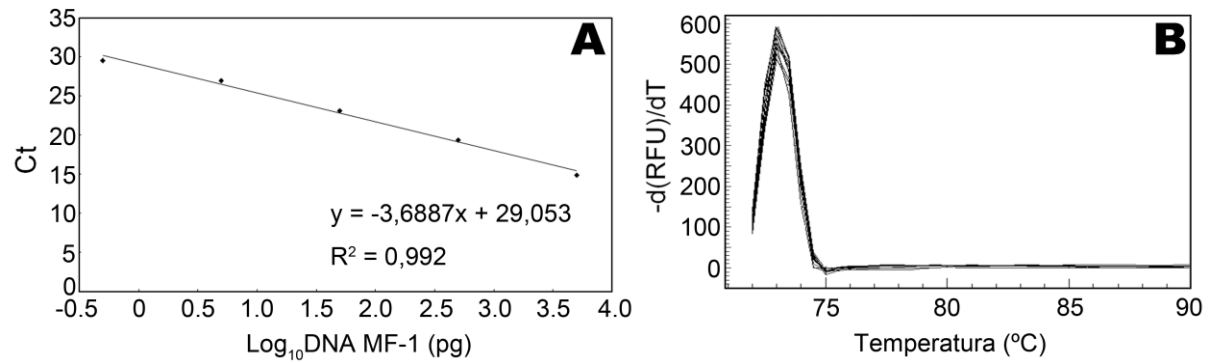 A
35
30
25
20
15
10
5
0
Ct
y = -3,6887x + 29,053
R² = 0,992
-0.5 0 0.5 1.0 1.5 2.0 2.5 3.0 3.5 4.0
Log₁₀DNA MF-1 (pg)
B
600
500
400
300
200
100
0
-d(RFU)/dT
75 80 85 90
Temperatura (ºC)